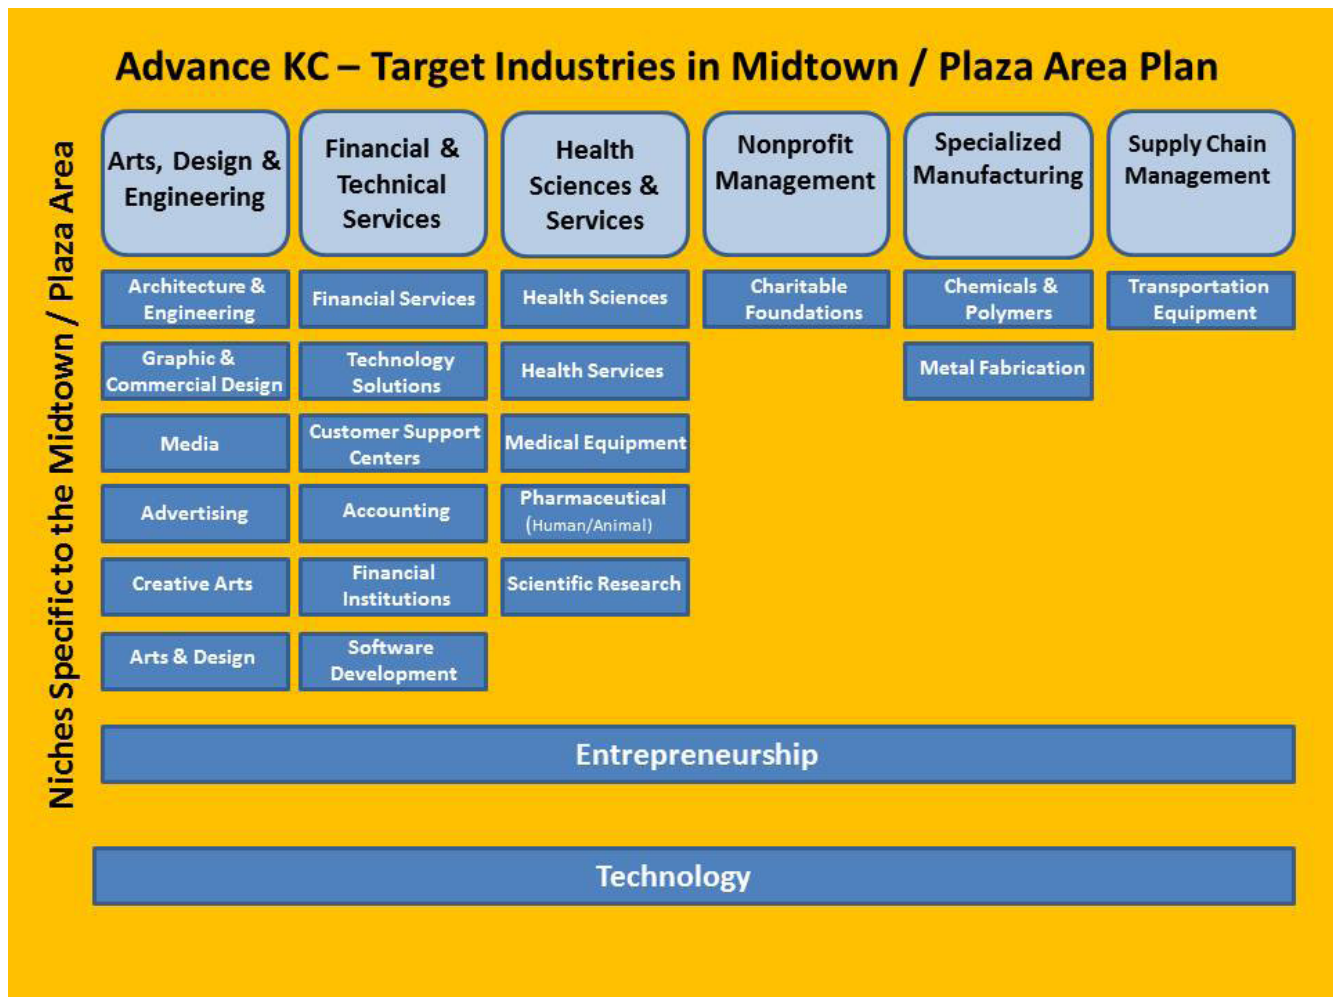 Advance KC – Target Industries in Midtown / Plaza Area Plan
Niches Specific to the Midtown / Plaza Area
Arts, Design &
Engineering
Architecture &
Engineering
Graphic &
Commercial Design
Media
Advertising
Creative Arts
Arts & Design
Financial &
Technical
Services
Financial Services
Technology
Solutions
Customer Support
Centers
Accounting
Financial
Institutions
Software
Development
Health
Sciences &
Services
Health Sciences
Health Services
Medical Equipment
Pharmaceutical
(Human/Animal)
Scientific Research
Nonprofit
Management
Charitable
Foundations
Specialized
Manufacturing
Chemicals &
Polymers
Metal Fabrication
Supply Chain
Management
Transportation
Equipment
Entrepreneurship
Technology